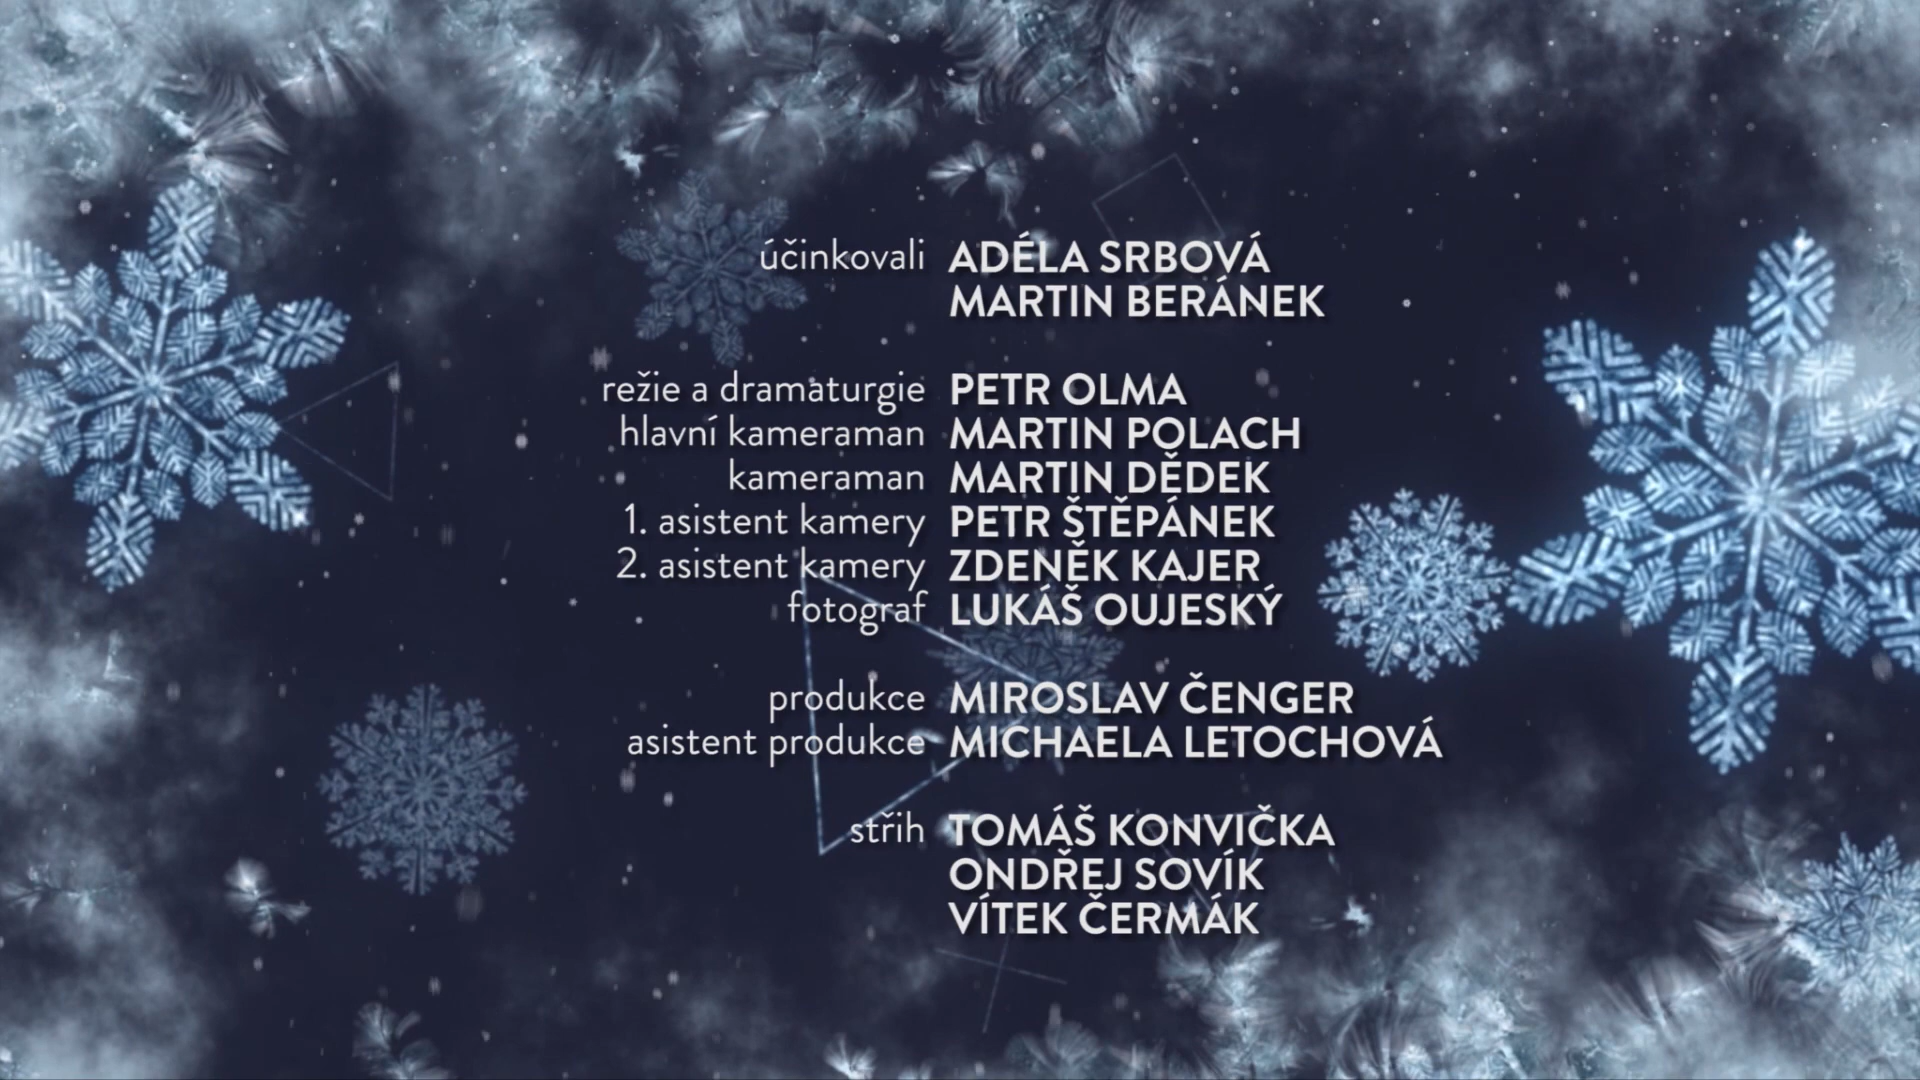 účinkovali ADÉLA SRBOVÁ
MARTIN BERÁNEK
režie a dramaturgie PETR OLMA
hlavní kameraman MARTIN POLACH
kameraman MARTIN DĚDEK
1. asistent kamery PETR ŠTĚPÁNEK
2. asistent kamery ZDENĚK KAJER
fotograf LUKÁŠ OUJESKÝ
produkce MIROSLAV ČENGER
asistent produkce MICHAELA LETOCHOVÁ
střih TOMÁŠ KONVIČKA
ONDŘEJ SOVÍK
VÍTEK ČERMÁK